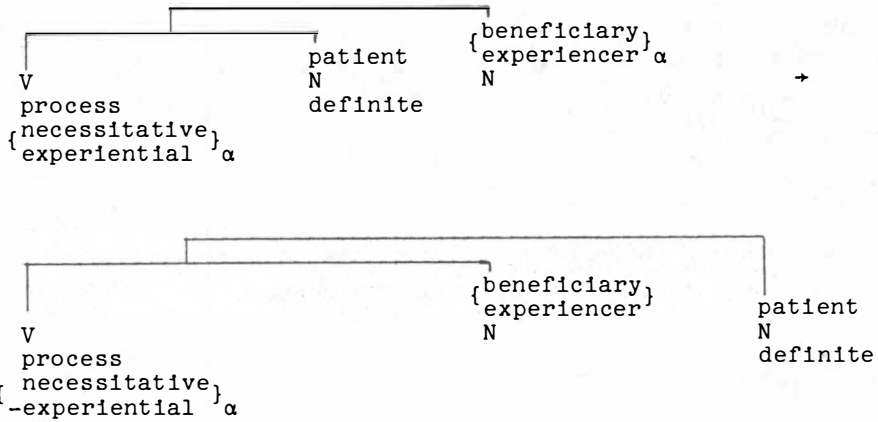 {beneficiary
patient experiencer}α
V N N →
process definite
{necessitative
experiential}α
{beneficiary
experiencer} patient
V N N
process definite
{necessitative
-experiential}α